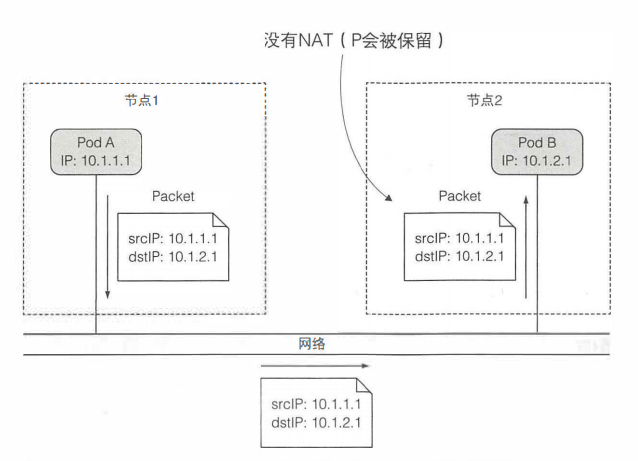 没有NAT（P会被保留）
节点1
节点2
Pod A
IP: 10.1.1.1
Pod B
IP: 10.1.2.1
Packet
srcIP: 10.1.1.1
dstIP: 10.1.2.1
Packet
srcIP: 10.1.1.1
dstIP: 10.1.2.1
网络
srcIP: 10.1.1.1
dstIP: 10.1.2.1